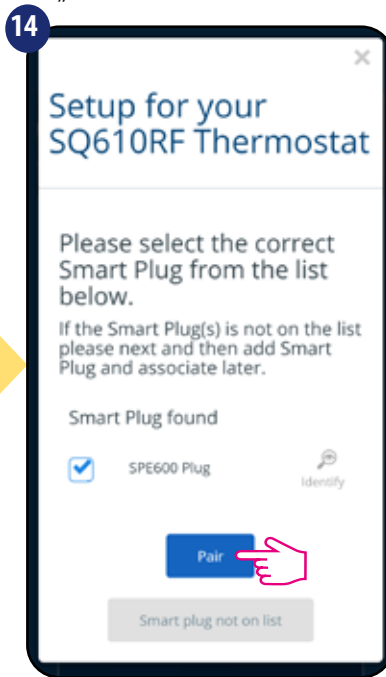 14
Setup for your
SQ610RF Thermostat
Please select the correct
Smart Plug from the list
below.
If the Smart Plug(s) is not on the list
please next and then add Smart
Plug and associate later.
Smart Plug found
SPE600 Plug
Identify
Pair
Smart plug not on list